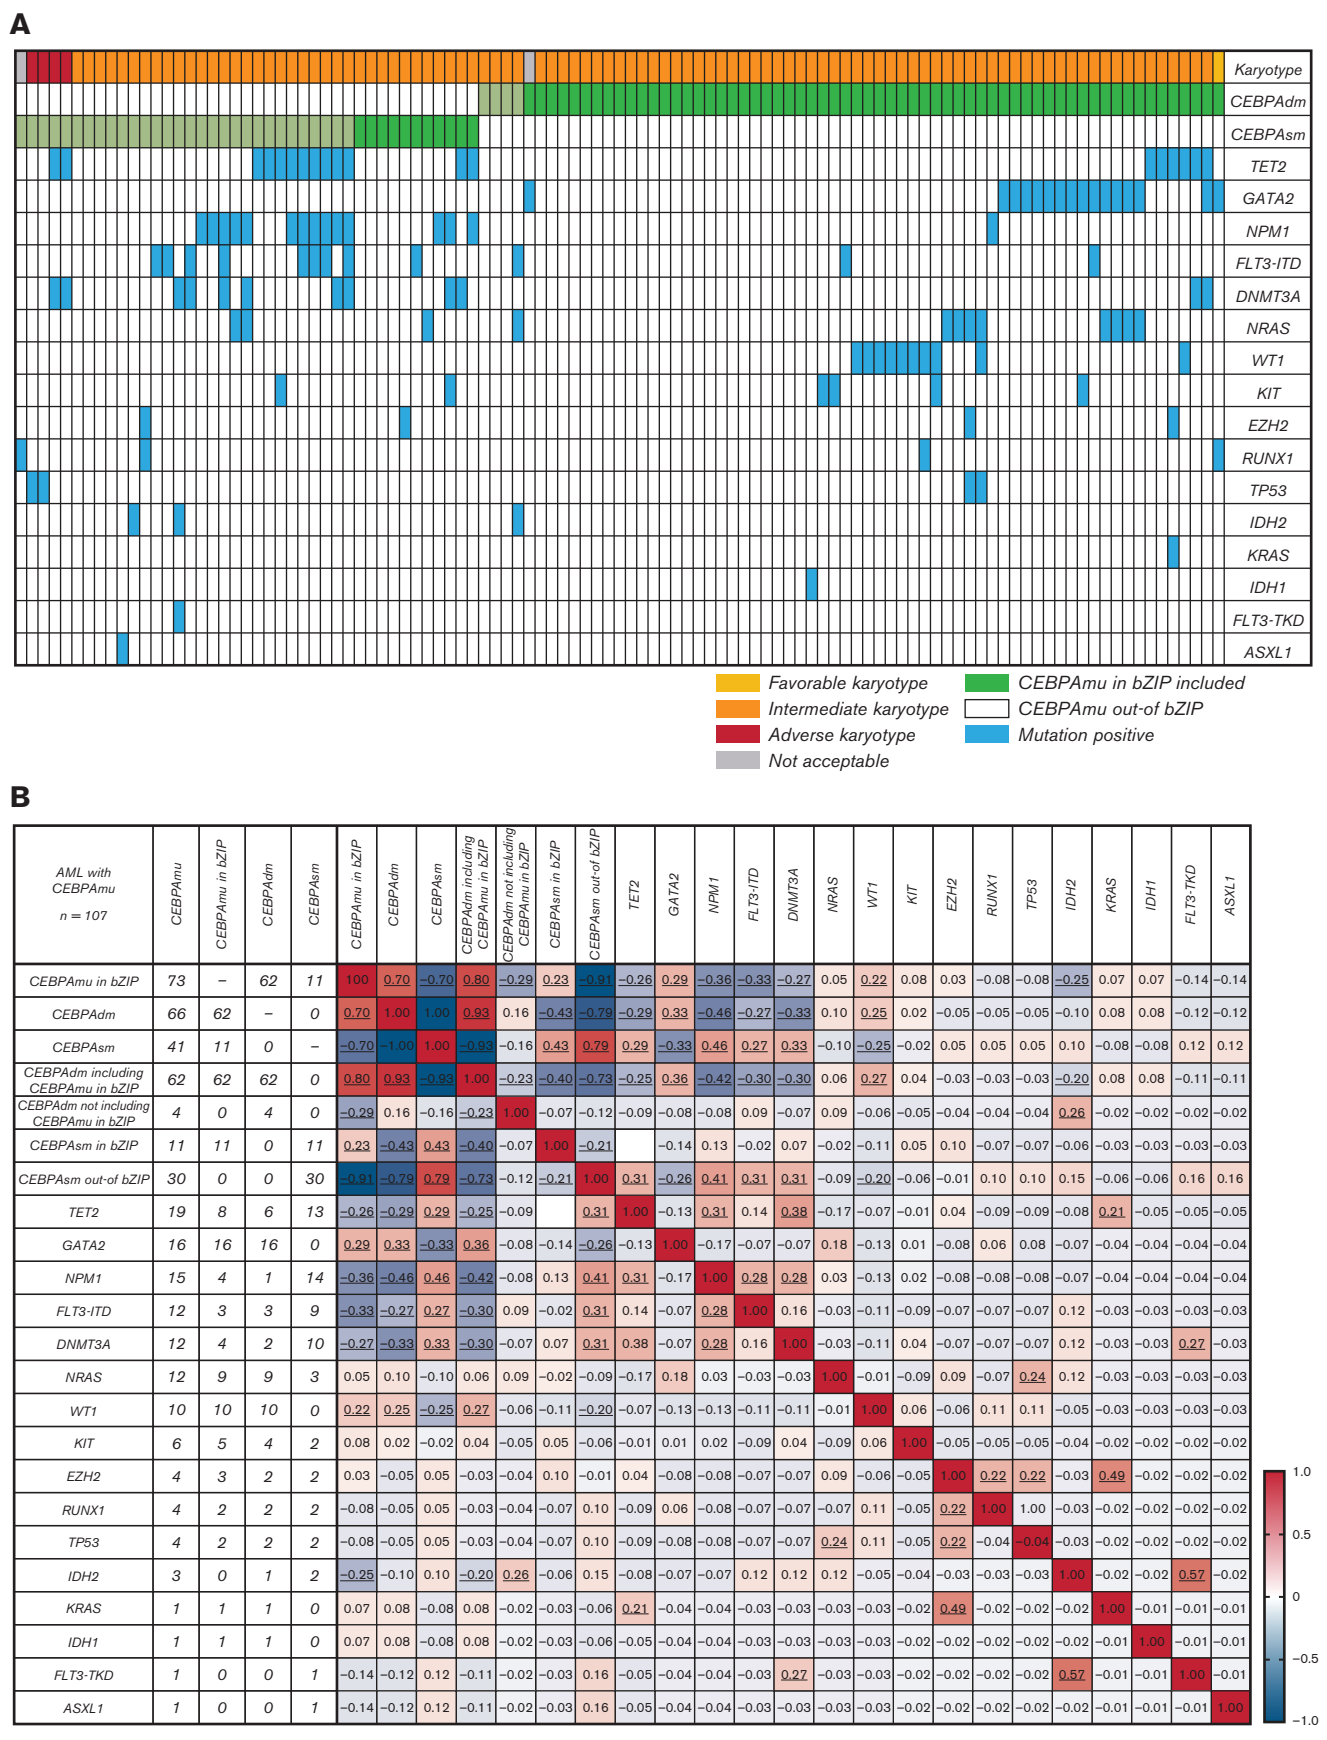 A
Karyotype
CEBPAdm
CEBPAsm
TET2
GATA2
NPM1
FLT3-ITD
DNMT3A
NRAS
WT1
KIT
EZH2
RUNX1
TP53
IDH2
KRAS
IDH1
FLT3-TKD
ASXL1
Favorable karyotype
Intermediate karyotype
Adverse karyotype
Not acceptable
CEBPAmu in bZIP included
CEBPAmu out-of bZIP
Mutation positive
B
AML with
CEBPAmu
n = 107
CEBPAmu
CEBPAmu in bZIP
CEBPAdm
CEBPAsm
CEBPAmu in bZIP
CEBPAdm
CEBPAsm
CEBPAdm including
CEBPAmu in bZIP
CEBPAdm not including
CEBPAmu in bZIP
CEBPAsm in bZIP
CEBPAsm out-of bZIP
TET2
GATA2
NPM1
FLT3-ITD
DNMT3A
NRAS
WT1
KIT
EZH2
RUNX1
TP53
IDH2
KRAS
IDH1
FLT3-TKD
ASXL1
CEBPAmu in bZIP 73 – 62 11 100 0.70 −0.70 0.80 −0.29 0.23 −0.91 −0.26 0.29 −0.36 −0.33 −0.27 0.05 0.22 0.08 0.03 −0.08 −0.08 −0.25 0.07 0.07 −0.14 −0.14
CEBPAdm 66 62 – 0 0.70 1.00 1.00 0.93 0.16 −0.43 −0.79 −0.29 0.33 −0.46 −0.27 −0.33 0.10 0.25 0.02 −0.05 −0.05 −0.05 −0.10 0.08 0.08 −0.12 −0.12
CEBPAsm 41 11 0 – −0.70 −1.00 1.00 −0.93 −0.16 0.43 0.79 0.29 −0.33 0.46 0.27 0.33 −0.10 −0.25 −0.02 0.05 0.05 0.05 0.10 −0.08 −0.08 0.12 0.12
CEBPAdm including
CEBPAmu in bZIP 62 62 62 0 0.80 0.93 −0.93 1.00 −0.23 −0.40 −0.73 −0.25 0.36 −0.42 −0.30 −0.30 0.06 0.27 0.04 −0.03 −0.03 −0.03 −0.20 0.08 0.08 −0.11 −0.11
CEBPAdm not including
CEBPAmu in bZIP 4 0 4 0 −0.29 0.16 −0.16 −0.23 1.00 −0.07 −0.12 −0.09 −0.08 −0.08 0.09 −0.07 0.09 −0.06 −0.05 −0.04 −0.04 −0.04 0.26 −0.02 −0.02 −0.02 −0.02
CEBPAsm in bZIP 11 11 0 11 0.23 −0.43 0.43 −0.40 −0.07 1.00 −0.21 −0.14 0.13 −0.02 0.07 −0.02 −0.11 0.05 0.10 −0.07 −0.07 −0.06 −0.03 −0.03 −0.03 −0.03
CEBPAsm out-of bZIP 30 0 0 30 −0.91 −0.79 0.79 −0.73 −0.12 −0.21 1.00 0.31 −0.26 0.41 0.31 0.31 −0.09 −0.20 −0.06 −0.01 0.10 0.10 0.15 −0.06 −0.06 0.16 0.16
TET2 19 8 6 13 −0.26 −0.29 0.29 −0.25 −0.09 0.31 1.00 −0.13 0.31 0.14 0.38 −0.17 −0.07 −0.01 0.04 −0.09 −0.09 −0.08 0.21 −0.05 −0.05 −0.05
GATA2 16 16 16 0 0.29 0.33 −0.33 0.36 −0.08 −0.14 −0.26 −0.13 1.00 −0.17 −0.07 −0.07 0.18 −0.13 0.01 −0.08 0.06 0.08 −0.07 −0.04 −0.04 −0.04 −0.04
NPM1 15 4 1 14 −0.36 −0.46 0.46 −0.42 −0.08 0.13 0.41 0.31 −0.17 1.00 0.28 0.28 0.03 −0.13 0.02 −0.08 −0.08 −0.08 −0.07 −0.04 −0.04 −0.04 −0.04
FLT3-ITD 12 3 3 9 −0.33 −0.27 0.27 −0.30 0.09 −0.02 0.31 0.14 −0.07 0.28 1.00 0.16 −0.03 −0.11 −0.09 −0.07 −0.07 −0.07 0.12 −0.03 −0.03 −0.03 −0.03
DNMT3A 12 4 2 10 −0.27 −0.33 0.33 −0.30 −0.07 0.07 0.31 0.38 −0.07 0.28 0.16 1.00 −0.03 −0.11 0.04 −0.07 −0.07 −0.07 0.12 −0.03 −0.03 0.27 −0.03
NRAS 12 9 9 3 0.05 0.10 −0.10 0.06 0.09 −0.02 −0.09 −0.17 0.18 0.03 −0.03 −0.03 1.00 −0.01 −0.09 0.09 −0.07 0.24 0.12 −0.03 −0.03 −0.03 −0.03
WT1 10 10 10 0 0.22 0.25 −0.25 0.27 −0.06 −0.11 −0.20 −0.07 −0.13 −0.13 −0.11 −0.11 −0.01 1.00 0.06 −0.06 0.11 0.11 −0.05 −0.03 −0.03 −0.03 −0.03
KIT 6 5 4 2 0.08 0.02 −0.02 0.04 −0.05 0.05 −0.06 −0.01 0.01 0.02 −0.09 0.04 −0.09 0.06 1.00 −0.05 −0.05 −0.05 −0.04 −0.02 −0.02 −0.02 −0.02
EZH2 4 3 2 2 0.03 −0.05 0.05 −0.03 −0.04 0.10 −0.01 0.04 −0.08 −0.08 −0.07 −0.07 0.09 −0.06 −0.05 1.00 0.22 0.22 −0.03 0.49 −0.02 −0.02 −0.02
RUNX1 4 2 2 2 −0.08 −0.05 0.05 −0.03 −0.04 −0.07 0.10 −0.09 0.06 −0.08 −0.07 −0.07 −0.07 0.11 −0.05 0.22 1.00 1.00 −0.03 −0.02 −0.02 −0.02 −0.02
TP53 4 2 2 2 −0.08 −0.05 0.05 −0.03 −0.04 −0.07 0.10 −0.09 −0.08 −0.08 −0.07 −0.07 0.24 0.11 −0.05 0.22 −0.04 −0.04 −0.03 −0.02 −0.02 −0.02 −0.02
IDH2 3 0 1 2 −0.25 −0.10 0.10 −0.20 0.26 −0.06 0.15 −0.08 −0.07 −0.07 0.12 0.12 0.12 −0.05 −0.04 −0.03 −0.03 −0.03 1.00 −0.02 −0.02 0.57 −0.02
KRAS 1 1 1 0 0.07 0.08 −0.08 0.08 −0.02 −0.03 −0.06 0.21 −0.04 −0.04 −0.03 −0.03 −0.03 −0.03 −0.02 0.49 −0.02 −0.02 −0.02 1.00 −0.01 −0.01 −0.01
IDH1 1 1 1 0 0.07 0.08 −0.08 0.08 −0.02 −0.03 −0.06 −0.05 −0.04 −0.04 −0.03 −0.03 −0.03 −0.03 −0.02 −0.02 −0.02 −0.02 −0.02 −0.01 1.00 −0.01 −0.01
FLT3-TKD 1 0 0 1 −0.14 −0.12 0.12 −0.11 −0.02 −0.03 0.16 −0.05 −0.04 −0.04 −0.03 0.27 −0.03 −0.03 −0.02 −0.02 −0.02 −0.02 0.57 −0.01 −0.01 1.00 −0.01
ASXL1 1 0 0 1 −0.14 −0.12 0.12 −0.11 −0.02 −0.03 0.16 −0.05 −0.04 −0.04 −0.03 −0.03 −0.03 −0.03 −0.02 −0.02 −0.02 −0.02 −0.02 −0.01 −0.01 −0.01 1.00
1.0
0.5
0
−0.5
−1.0